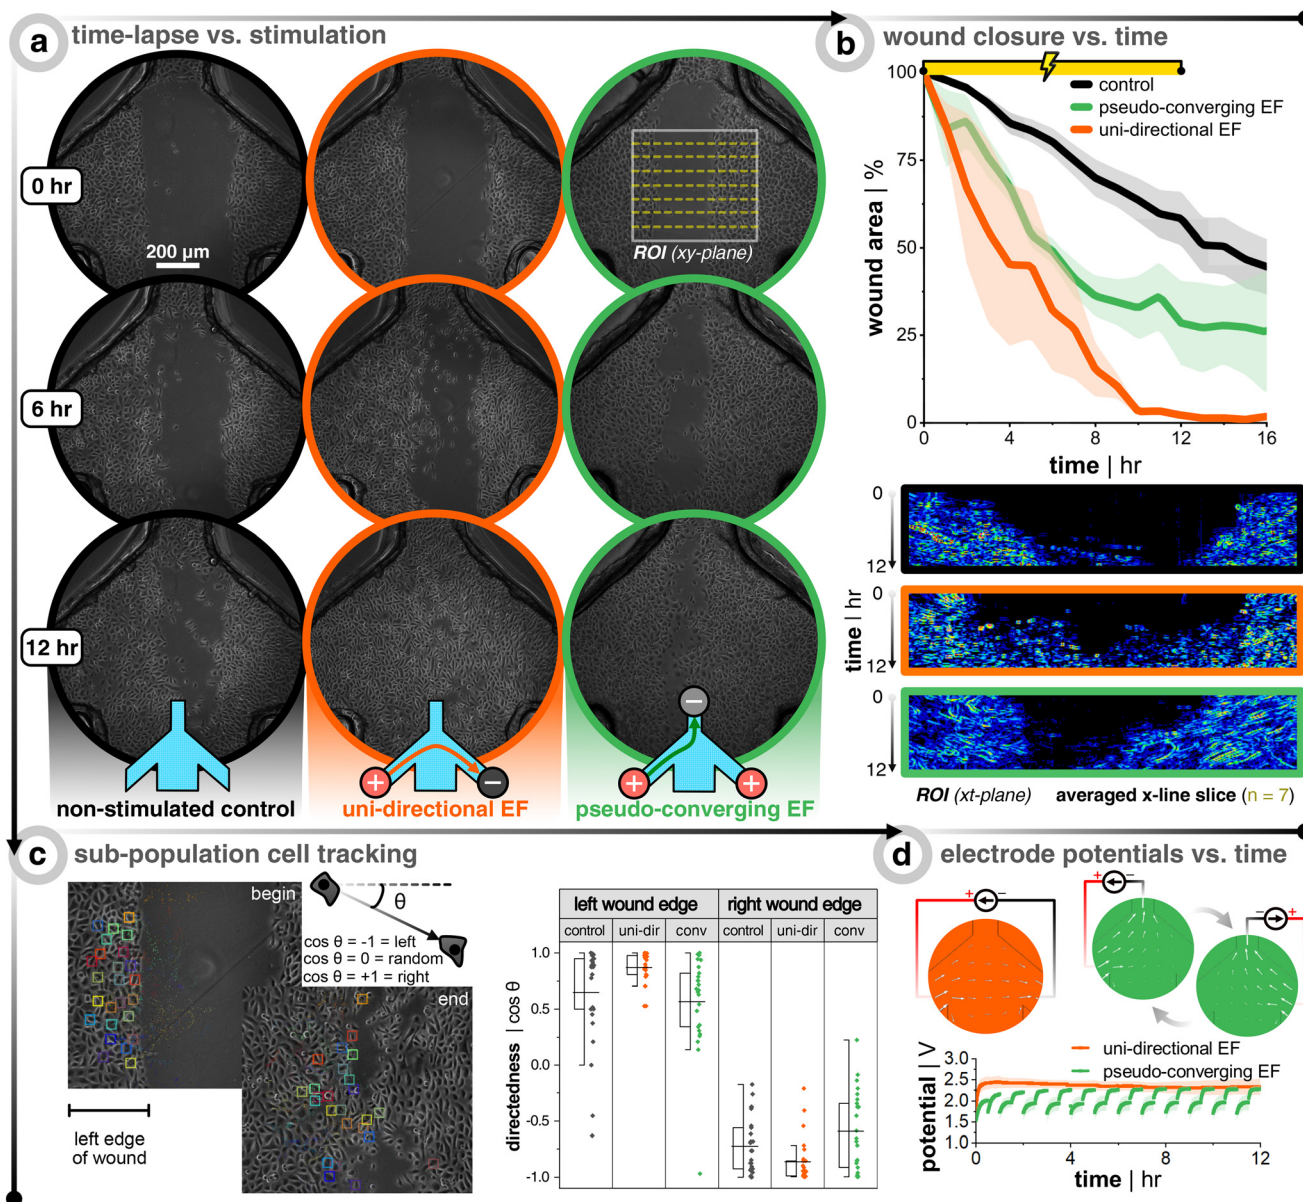 a
time-lapse vs. stimulation
0 hr
200 µm
ROI (xy-plane)
6 hr
12 hr
+
−
−
+
+
non-stimulated control
uni-directional EF
pseudo-converging EF
b
wound closure vs. time
control
pseudo-converging EF
uni-directional EF
wound area | %
100
75
50
25
0
0
4
8
12
16
time | hr
time | hr
0
12
0
12
0
12
ROI (xt-plane)
averaged x-line slice (n = 7)
c
sub-population cell tracking
begin
θ
cos θ = -1 = left
cos θ = 0 = random
cos θ = +1 = right
end
left edge
of wound
left wound edge
right wound edge
control
uni-dir
conv
control
uni-dir
conv
directedness | cos θ
1.0
0.5
0.0
-0.5
-1.0
d
electrode potentials vs. time
+
−
+
−
−
+
uni-directional EF
pseudo-converging EF
potential | V
3.0
2.5
2.0
1.5
1.0
0
4
8
12
time | hr